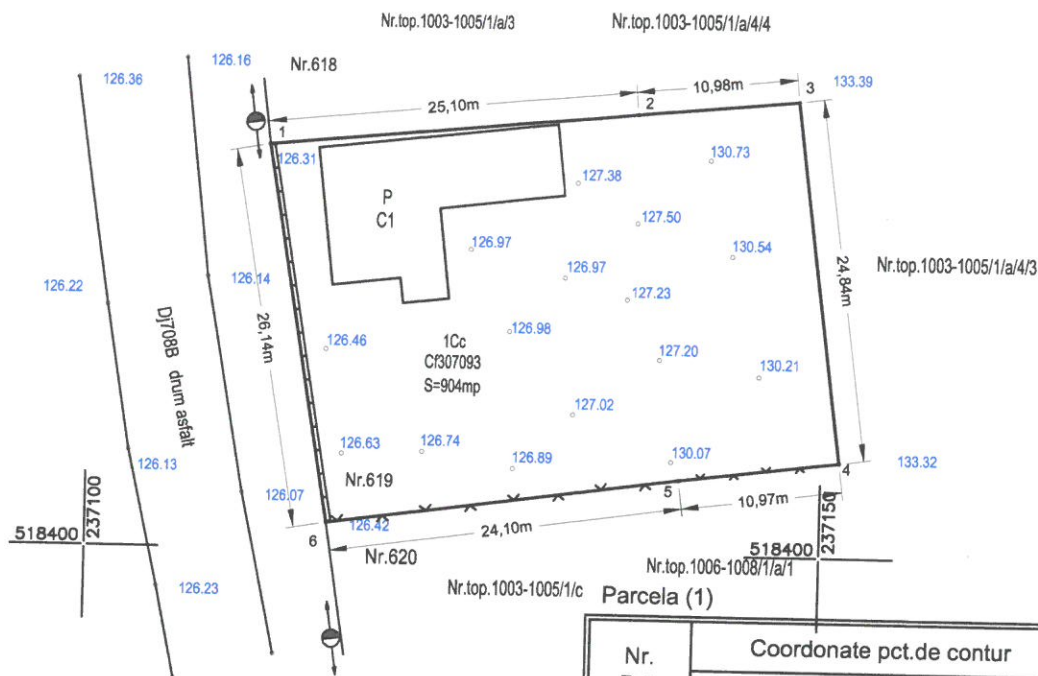 Nr.top.1003-1005/1/a/3
Nr.top.1003-1005/1/a/4/4
126.36
126.16
Nr.618
25,10m
10,98m
3
133.39
2
1
126.31
P
C1
127.38
130.73
127.50
126.97
130.54
126.97
24,84m
Nr.top.1003-1005/1/a/4/3
126.22
126.14
127.23
Dj708B drum asfalt
26,14m
126.46
126.98
1Cc
Cf307093
S=904mp
127.20
130.21
127.02
126.63
126.74
126.89
130.07
126.13
Nr.619
126.07
133.32
4
5
10,97m
237100
518400
126.42
24,10m
6
237150
518400
Nr.620
126.23
Nr.top.1003-1005/1/c
Nr.top.1006-1008/1/a/1
Parcela (1)
Nr.
Coordonate pct.de contur